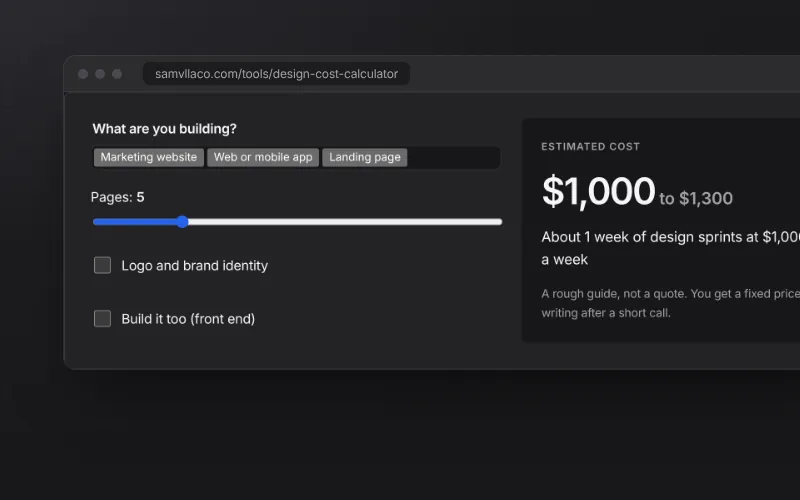 samvllaco.com/tools/design-cost-calculator
What are you building?
Marketing website Web or mobile app Landing page
Pages: 5
Logo and brand identity
Build it too (front end)
ESTIMATED COST
$1,000 to $1,300
About 1 week of design sprints at $1,00
a week
A rough guide, not a quote. You get a fixed price
writing after a short call.